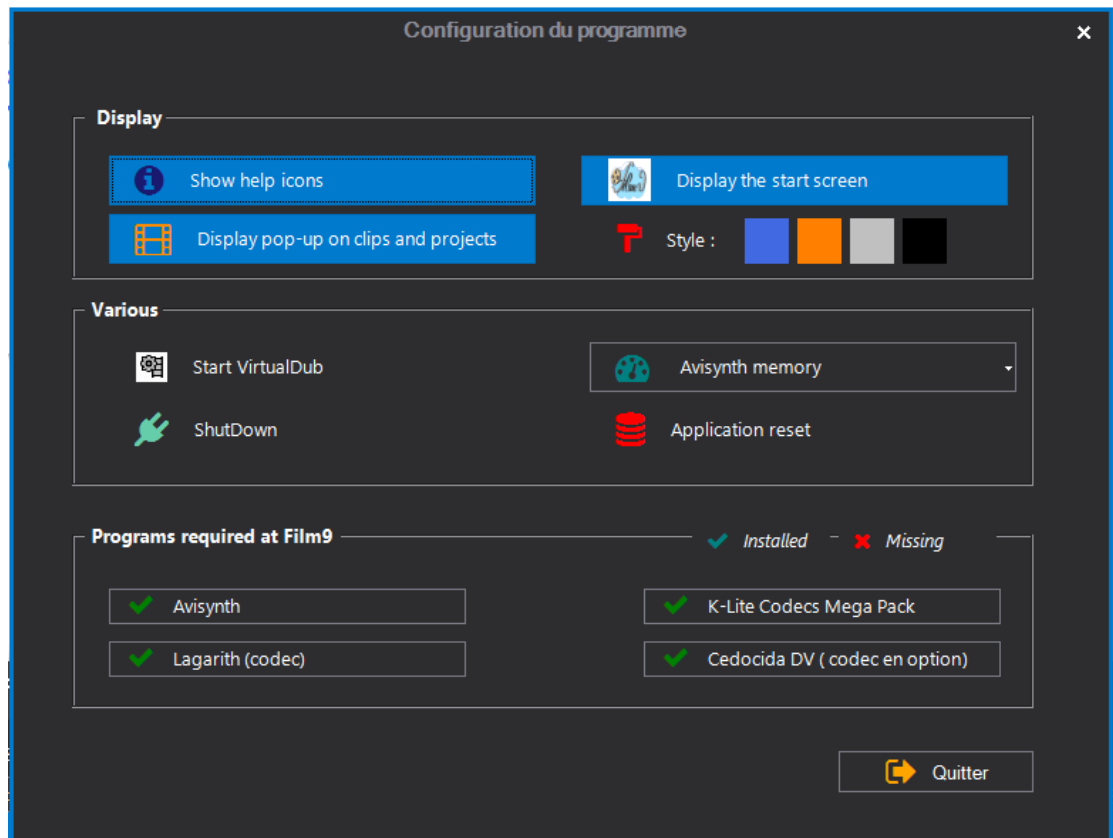 Configuration du programme
Display
Show help icons
Display the start screen
Display pop-up on clips and projects
Style :
Various
Start VirtualDub
Avisynth memory
ShutDown
Application reset
Programs required at Film9
Installed
Missing
Avisynth
K-Lite Codecs Mega Pack
Lagarith (codec)
Cedocida DV ( codec en option)
Quitter